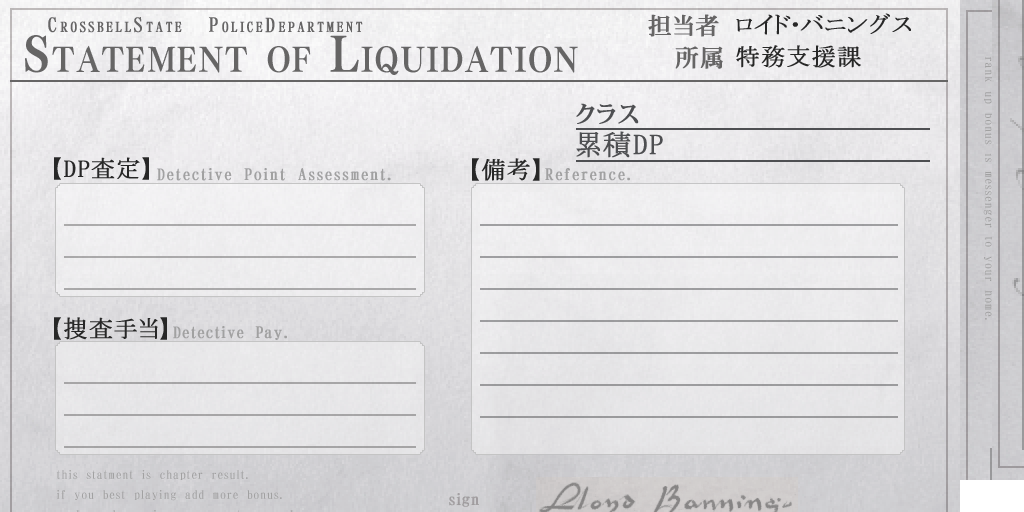 CROSSBELLSTATE POLICEDEPARTMENT
STATEMENT OF LIQUIDATION
担当者 ロイド・バニングス
所属 特務支援課
クラス
累積DP
【DP査定】Detective Point Assessment.
【備考】Reference.
【捜査手当】Detective Pay.
this statment is chapter result.
if you best playing add more bonus.
sign Lloyd Bannings
rank up bonus is messenger to your home.